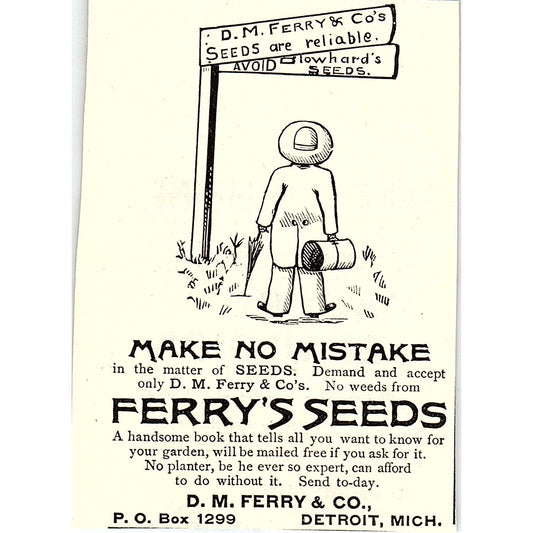 D. M. FERRY & Co's
SEEDS are reliable.
AVOID Blowhard's
SEEDS.
MAKE NO MISTAKE
in the matter of SEEDS. Demand and accept
only D. M. Ferry & Co's. No weeds from
FERRY'S SEEDS
A handsome book that tells all you want to know for
your garden, will be mailed free if you ask for it.
No planter, be he ever so expert, can afford
to do without it. Send to-day.
D. M. FERRY & CO.,
P. O. Box 1299 DETROIT, MICH.